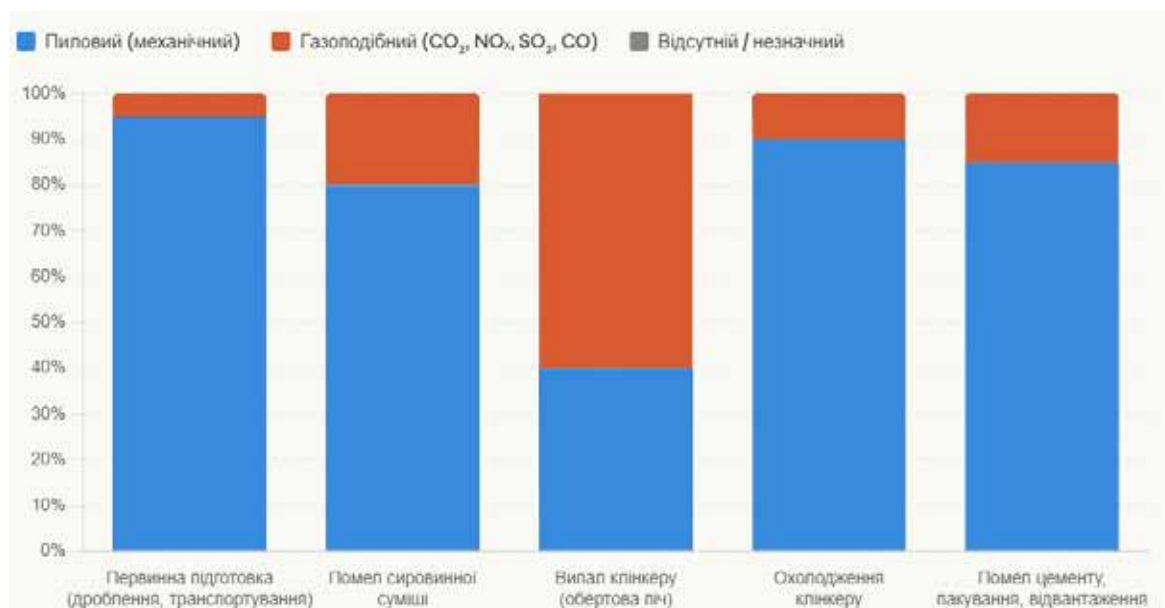 Пиловий (механічний) Газоподібний (CO₂, NOₓ, SO₂, CO) Відсутній / незначний
100%
90%
80%
70%
60%
50%
40%
30%
20%
10%
0%
Первинна підготовка
(дроблення, транспортування)
Помел сировинної
суміші
Випал клінкеру
(обертова піч)
Охолодження
клінкеру
Помел цементу,
пакування, відвантаження